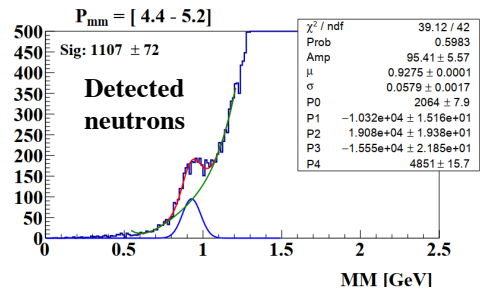 P_mm = [ 4.4 - 5.2]
500
450
400
350
300
250
200
150
100
50
0
Sig: 1107 ± 72
Detected
neutrons
χ² / ndf 39.12 / 42
Prob 0.5983
Amp 95.41 ± 5.57
μ 0.9275 ± 0.0001
σ 0.0579 ± 0.0017
P0 2064 ± 7.9
P1 −1.032e+04 ± 1.516e+01
P2 1.908e+04 ± 1.938e+01
P3 −1.555e+04 ± 2.185e+01
P4 4851 ± 15.7
0 0.5 1 1.5 2 2.5
MM [GeV]